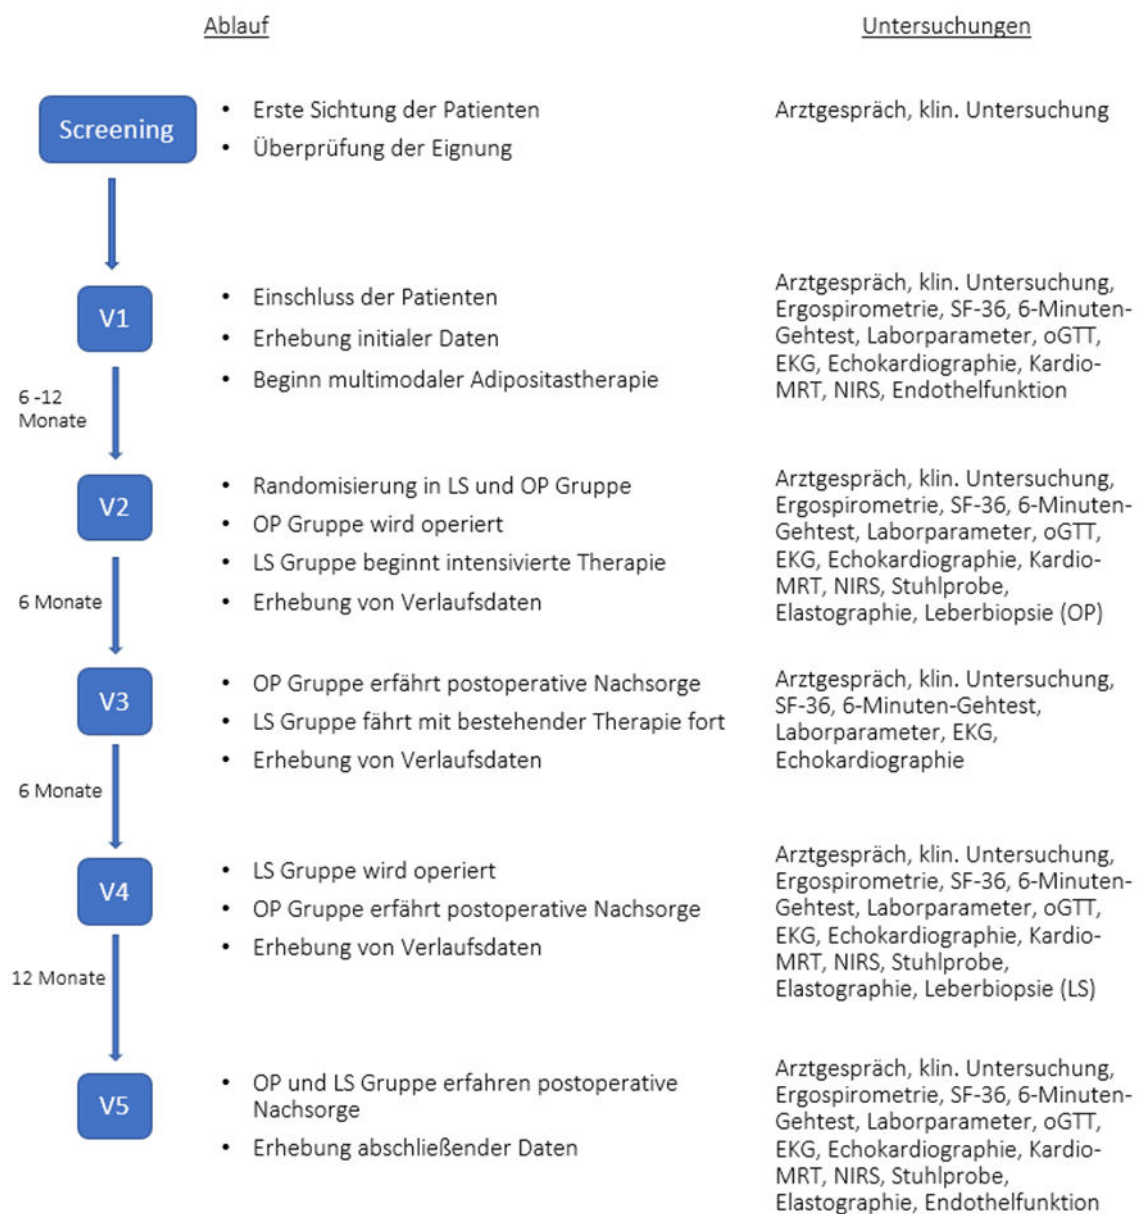 Ablauf
Untersuchungen
Screening
• Erste Sichtung der Patienten
• Überprüfung der Eignung
Arztgespräch, klin. Untersuchung
V1
• Einschluss der Patienten
• Erhebung initialer Daten
• Beginn multimodaler Adipositastherapie
Arztgespräch, klin. Untersuchung,
Ergospirometrie, SF-36, 6-Minuten-
Gehtest, Laborparameter, oGTT,
EKG, Echokardiographie, Kardio-
MRT, NIRS, Endothelfunktion
6 -12
Monate
V2
• Randomisierung in LS und OP Gruppe
• OP Gruppe wird operiert
• LS Gruppe beginnt intensivierte Therapie
• Erhebung von Verlaufsdaten
Arztgespräch, klin. Untersuchung,
Ergospirometrie, SF-36, 6-Minuten-
Gehtest, Laborparameter, oGTT,
EKG, Echokardiographie, Kardio-
MRT, NIRS, Stuhlprobe,
Elastographie, Leberbiopsie (OP)
6 Monate
V3
• OP Gruppe erfährt postoperative Nachsorge
• LS Gruppe fährt mit bestehender Therapie fort
• Erhebung von Verlaufsdaten
Arztgespräch, klin. Untersuchung,
SF-36, 6-Minuten-Gehtest,
Laborparameter, EKG,
Echokardiographie
6 Monate
V4
• LS Gruppe wird operiert
• OP Gruppe erfährt postoperative Nachsorge
• Erhebung von Verlaufsdaten
Arztgespräch, klin. Untersuchung,
Ergospirometrie, SF-36, 6-Minuten-
Gehtest, Laborparameter, oGTT,
EKG, Echokardiographie, Kardio-
MRT, NIRS, Stuhlprobe,
Elastographie, Leberbiopsie (LS)
12 Monate
V5
• OP und LS Gruppe erfahren postoperative
Nachsorge
• Erhebung abschließender Daten
Arztgespräch, klin. Untersuchung,
Ergospirometrie, SF-36, 6-Minuten-
Gehtest, Laborparameter, oGTT,
EKG, Echokardiographie, Kardio-
MRT, NIRS, Stuhlprobe,
Elastographie, Endothelfunktion